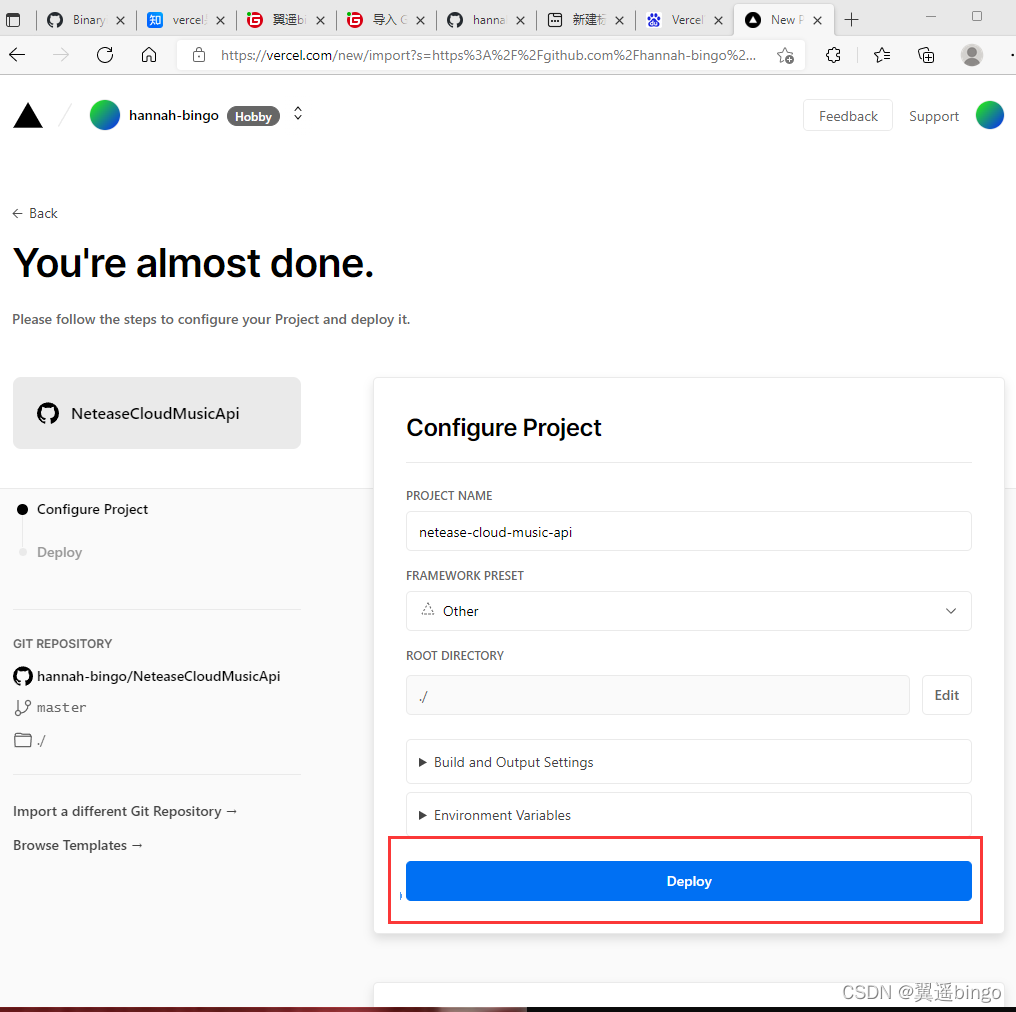 Binary
vercel
翼遥bi
导入 G
hanna
新建标
Vercel
New P
https://vercel.com/new/import?s=https%3A%2F%2Fgithub.com%2Fhannah-bingo%2...
hannah-bingo Hobby
Feedback
Support
← Back
You're almost done.
Please follow the steps to configure your Project and deploy it.
NeteaseCloudMusicApi
Configure Project
Deploy
GIT REPOSITORY
hannah-bingo/NeteaseCloudMusicApi
master
./
Import a different Git Repository →
Browse Templates →
Configure Project
PROJECT NAME
netease-cloud-music-api
FRAMEWORK PRESET
Other
ROOT DIRECTORY
./
Edit
Build and Output Settings
Environment Variables
Deploy
CSDN @翼遥bingo